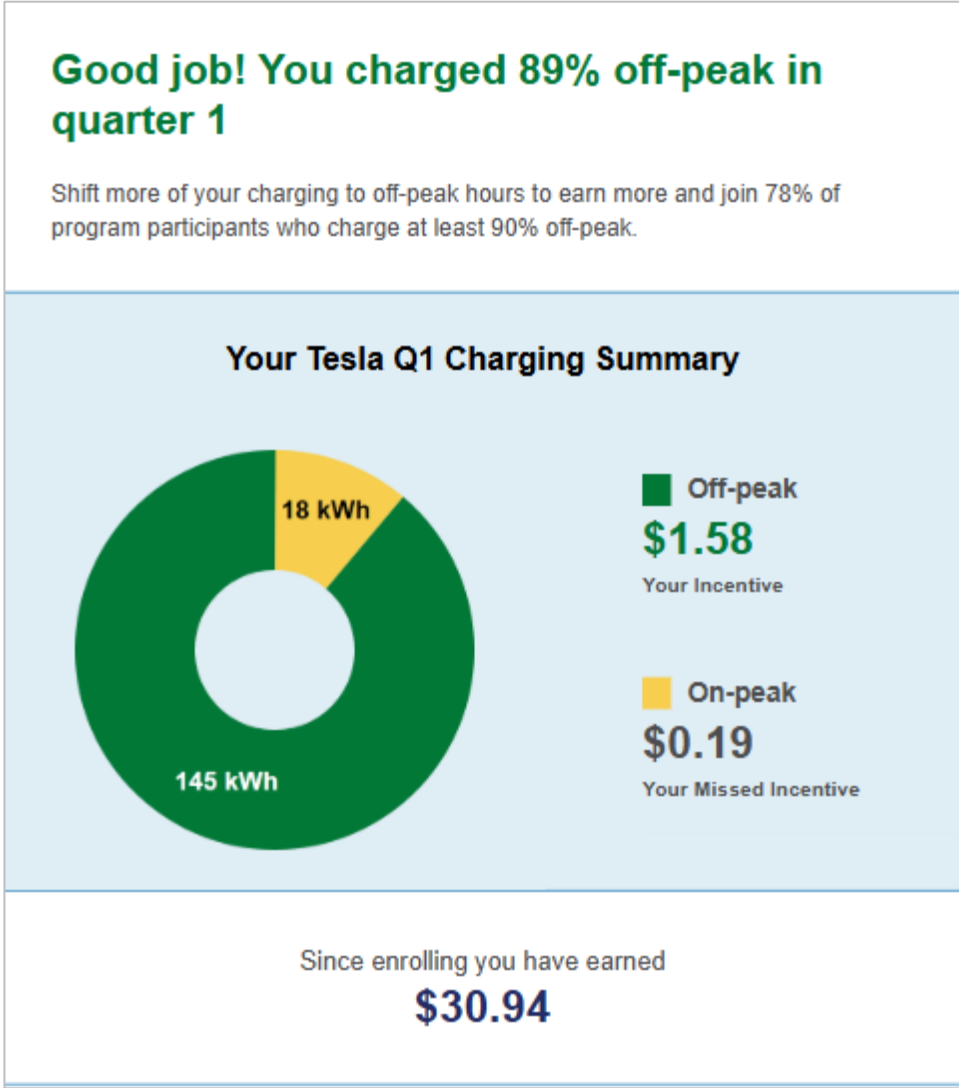 Good job! You charged 89% off-peak in
quarter 1
Shift more of your charging to off-peak hours to earn more and join 78% of
program participants who charge at least 90% off-peak.
Your Tesla Q1 Charging Summary
18 kWh
145 kWh
Off-peak
$1.58
Your Incentive
On-peak
$0.19
Your Missed Incentive
Since enrolling you have earned
$30.94